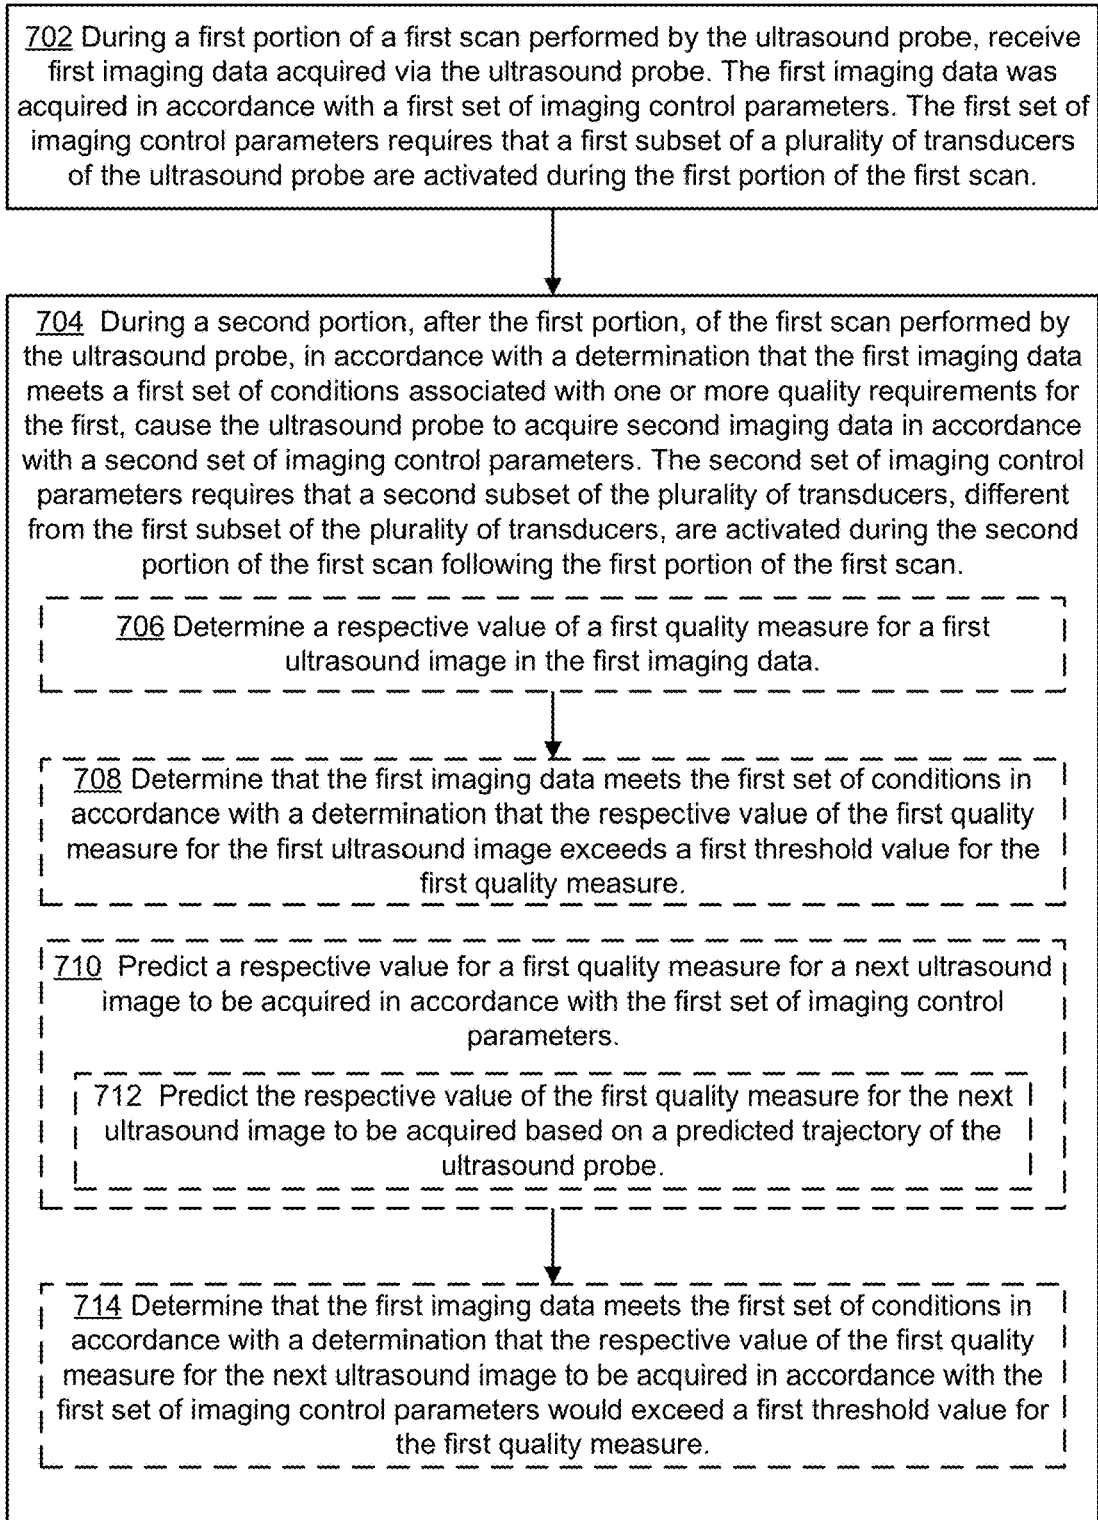 702 During a first portion of a first scan performed by the ultrasound probe, receive
first imaging data acquired via the ultrasound probe. The first imaging data was
acquired in accordance with a first set of imaging control parameters. The first set of
imaging control parameters requires that a first subset of a plurality of transducers
of the ultrasound probe are activated during the first portion of the first scan.
704 During a second portion, after the first portion, of the first scan performed by
the ultrasound probe, in accordance with a determination that the first imaging data
meets a first set of conditions associated with one or more quality requirements for
the first, cause the ultrasound probe to acquire second imaging data in accordance
with a second set of imaging control parameters. The second set of imaging control
parameters requires that a second subset of the plurality of transducers, different
from the first subset of the plurality of transducers, are activated during the second
portion of the first scan following the first portion of the first scan.
706 Determine a respective value of a first quality measure for a first
ultrasound image in the first imaging data.
708 Determine that the first imaging data meets the first set of conditions in
accordance with a determination that the respective value of the first quality
measure for the first ultrasound image exceeds a first threshold value for the
first quality measure.
710 Predict a respective value for a first quality measure for a next ultrasound
image to be acquired in accordance with the first set of imaging control
parameters.
712 Predict the respective value of the first quality measure for the next
ultrasound image to be acquired based on a predicted trajectory of the
ultrasound probe.
714 Determine that the first imaging data meets the first set of conditions in
accordance with a determination that the respective value of the first quality
measure for the next ultrasound image to be acquired in accordance with the
first set of imaging control parameters would exceed a first threshold value for
the first quality measure.